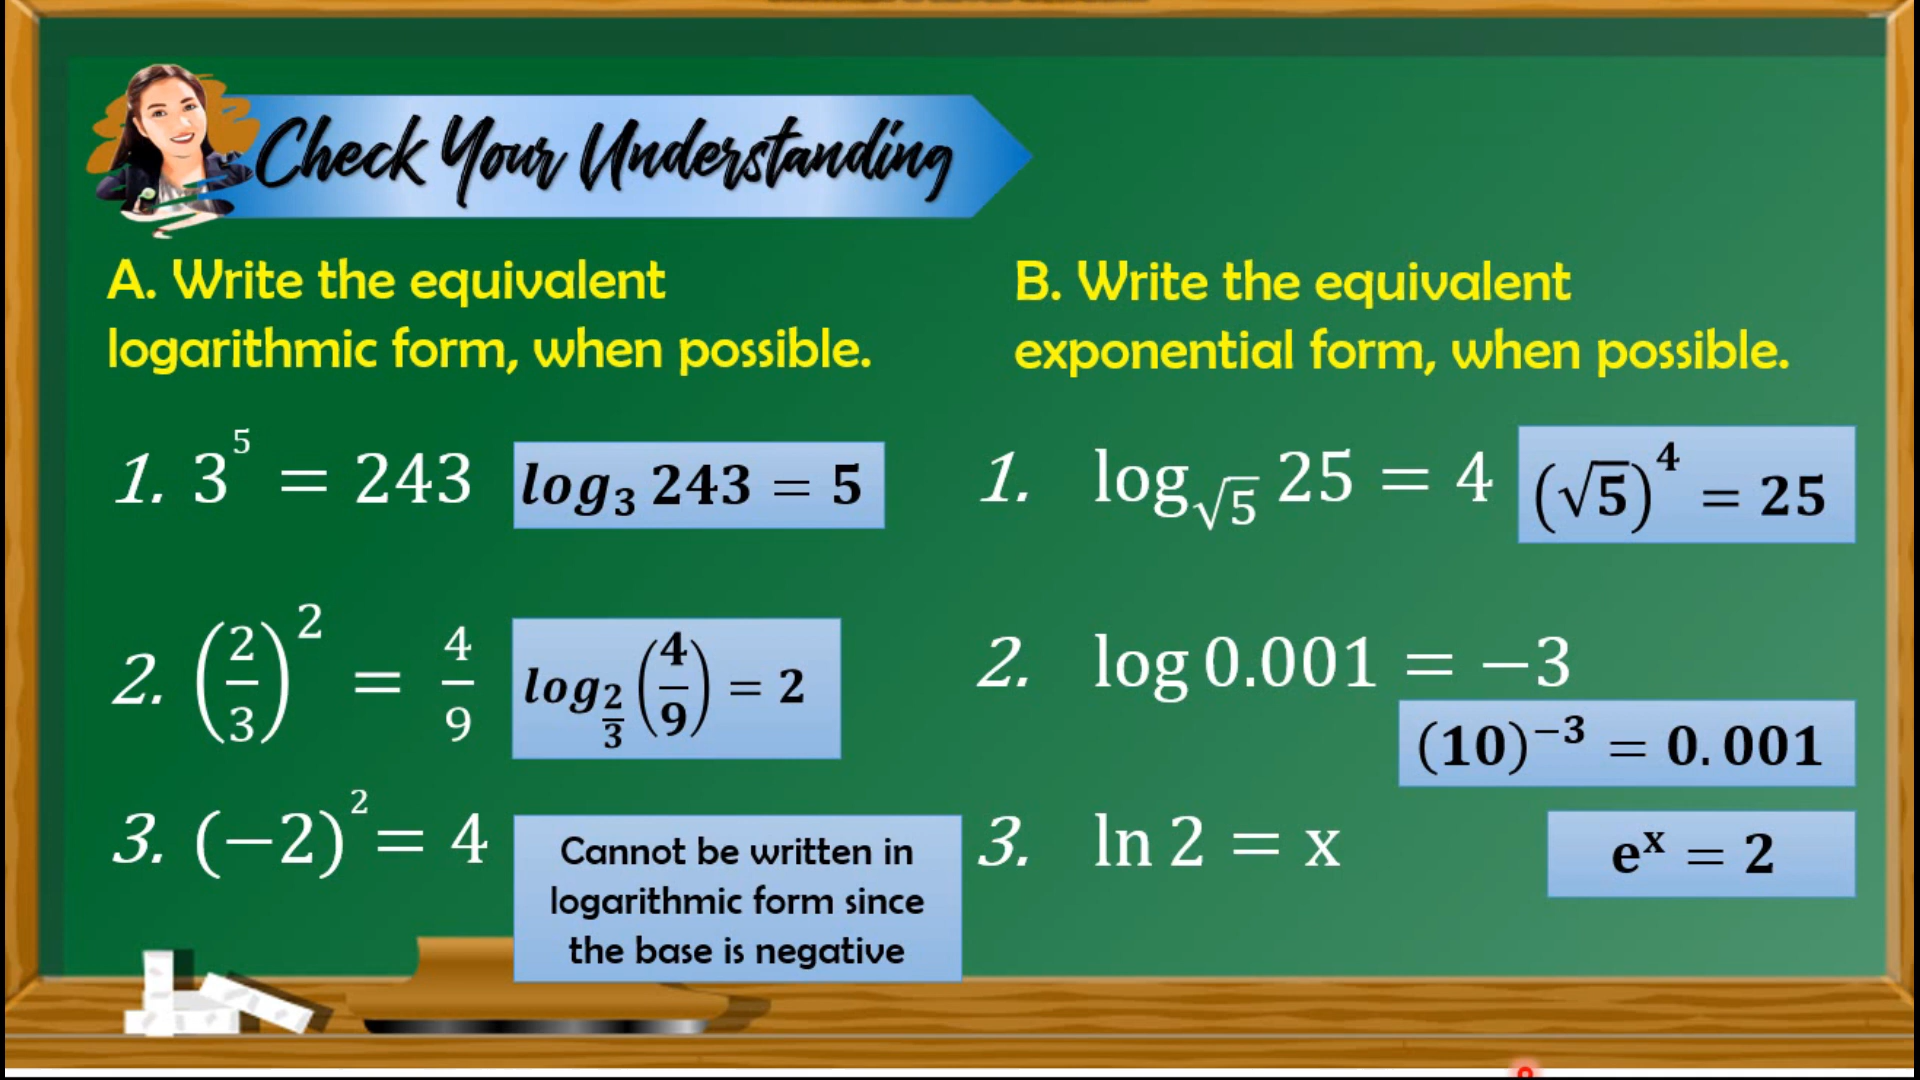 Check Your Understanding
A. Write the equivalent
logarithmic form, when possible.
1. 3⁵ = 243
log₃ 243 = 5
2. (2/3)² = 4/9
log_(2/3) (4/9) = 2
3. (−2)² = 4
Cannot be written in
logarithmic form since
the base is negative
B. Write the equivalent
exponential form, when possible.
1. log_√5 25 = 4
(√5)⁴ = 25
2. log 0.001 = −3
(10)⁻³ = 0.001
3. ln 2 = x
eˣ = 2